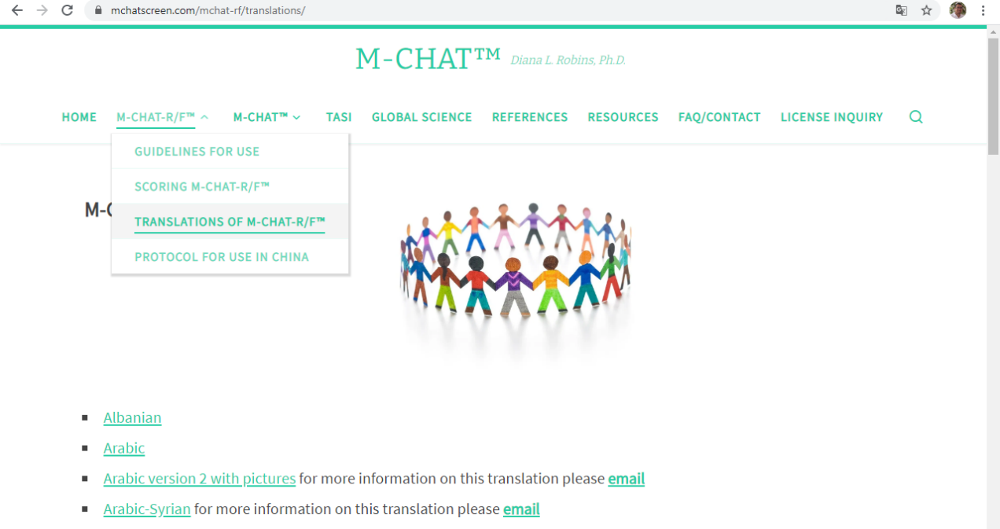 mchatscreen.com/mchat-rf/translations/
M-CHAT™ Diana L. Robins, Ph.D.
HOME M-CHAT-R/F™ M-CHAT™ TASI GLOBAL SCIENCE REFERENCES RESOURCES FAQ/CONTACT LICENSE INQUIRY
GUIDELINES FOR USE
SCORING M-CHAT-R/F™
M-C
TRANSLATIONS OF M-CHAT-R/F™
PROTOCOL FOR USE IN CHINA
Albanian
Arabic
Arabic version 2 with pictures for more information on this translation please email
Arabic-Syrian for more information on this translation please email